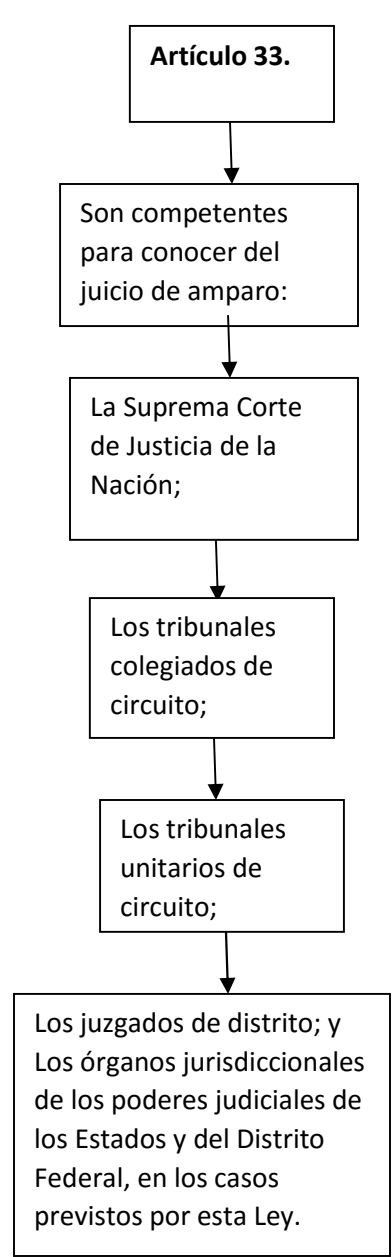 Artículo 33.
Son competentes
para conocer del
juicio de amparo:
La Suprema Corte
de Justicia de la
Nación;
Los tribunales
colegiados de
circuito;
Los tribunales
unitarios de
circuito;
Los juzgados de distrito; y
Los órganos jurisdiccionales
de los poderes judiciales de
los Estados y del Distrito
Federal, en los casos
previstos por esta Ley.